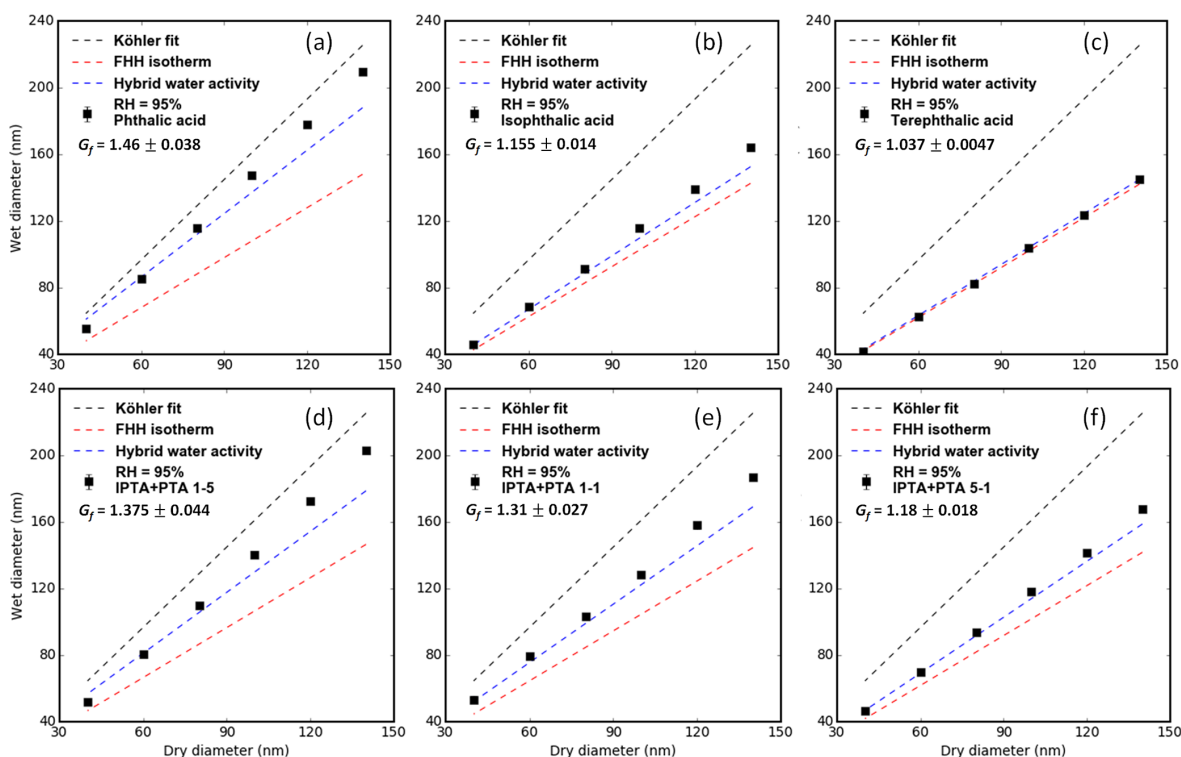 240
200
160
120
80
40
Wet diameter (nm)
Köhler fit
FHH isotherm
Hybrid water activity
RH = 95%
Phthalic acid
Gf = 1.46 ± 0.038
(a)
30 60 90 120 150
240
200
160
120
80
40
Köhler fit
FHH isotherm
Hybrid water activity
RH = 95%
Isophthalic acid
Gf = 1.155 ± 0.014
(b)
30 60 90 120 150
240
200
160
120
80
40
Köhler fit
FHH isotherm
Hybrid water activity
RH = 95%
Terephthalic acid
Gf = 1.037 ± 0.0047
(c)
30 60 90 120 150
240
200
160
120
80
40
Wet diameter (nm)
Köhler fit
FHH isotherm
Hybrid water activity
RH = 95%
IPTA+PTA 1-5
Gf = 1.375 ± 0.044
(d)
30 60 90 120 150
Dry diameter (nm)
240
200
160
120
80
40
Köhler fit
FHH isotherm
Hybrid water activity
RH = 95%
IPTA+PTA 1-1
Gf = 1.31 ± 0.027
(e)
30 60 90 120 150
Dry diameter (nm)
240
200
160
120
80
40
Köhler fit
FHH isotherm
Hybrid water activity
RH = 95%
IPTA+PTA 5-1
Gf = 1.18 ± 0.018
(f)
30 60 90 120 150
Dry diameter (nm)